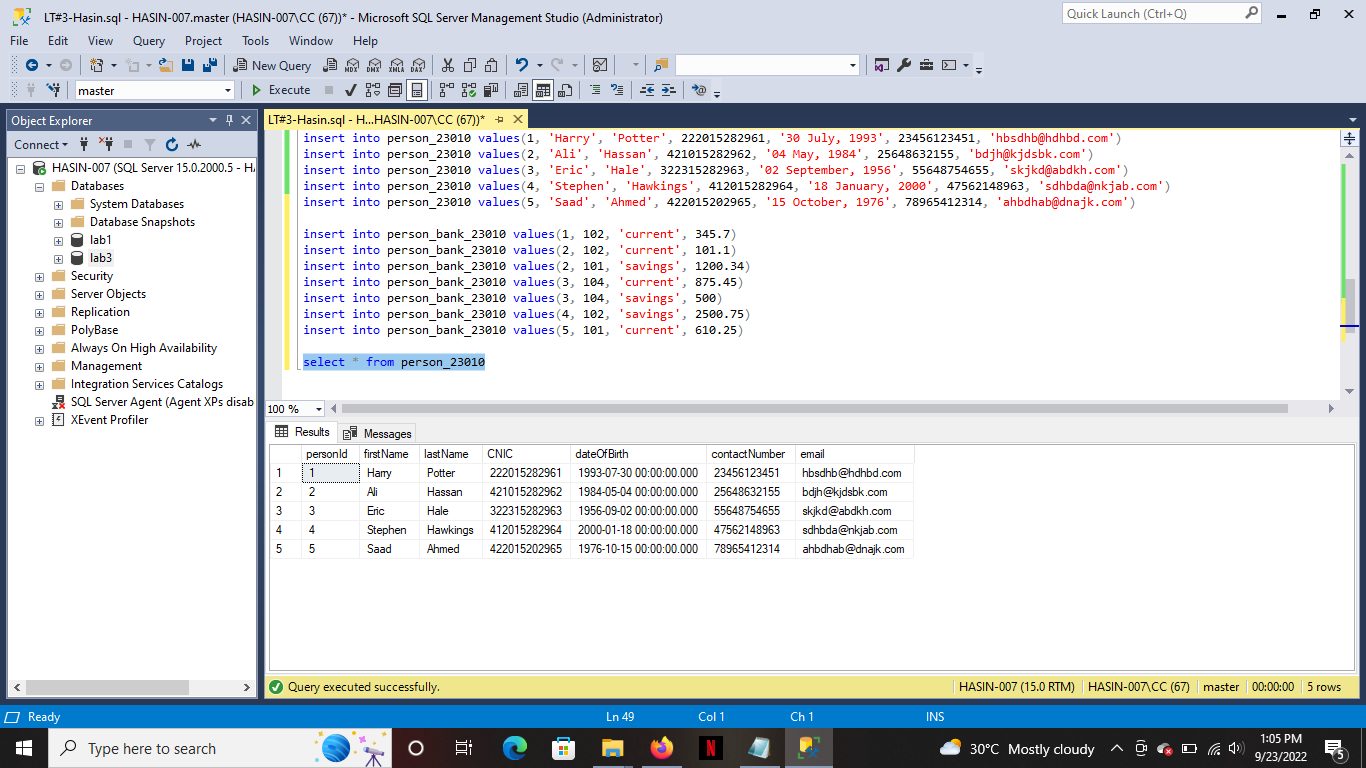 LT#3-Hasin.sql - HASIN-007.master (HASIN-007\CC (67))* - Microsoft SQL Server Management Studio (Administrator)
Quick Launch (Ctrl+Q)
File Edit View Query Project Tools Window Help
New Query MDX DMX XMLA DAX
master Execute
Object Explorer
LT#3-Hasin.sql - H...HASIN-007\CC (67))*
Connect
HASIN-007 (SQL Server 15.0.2000.5 - HA
Databases
System Databases
Database Snapshots
lab1
lab3
Security
Server Objects
Replication
PolyBase
Always On High Availability
Management
Integration Services Catalogs
SQL Server Agent (Agent XPs disab
XEvent Profiler
insert into person_23010 values(1, 'Harry', 'Potter', 222015282961, '30 July, 1993', 23456123451, 'hbsdhb@hdhbd.com')
insert into person_23010 values(2, 'Ali', 'Hassan', 421015282962, '04 May, 1984', 25648632155, 'bdjh@kjdsbk.com')
insert into person_23010 values(3, 'Eric', 'Hale', 322315282963, '02 September, 1956', 55648754655, 'skjkd@abdkh.com')
insert into person_23010 values(4, 'Stephen', 'Hawkings', 412015282964, '18 January, 2000', 47562148963, 'sdhbda@nkjab.com')
insert into person_23010 values(5, 'Saad', 'Ahmed', 422015202965, '15 October, 1976', 78965412314, 'ahbdhab@dnajk.com')
insert into person_bank_23010 values(1, 102, 'current', 345.7)
insert into person_bank_23010 values(2, 102, 'current', 101.1)
insert into person_bank_23010 values(2, 101, 'savings', 1200.34)
insert into person_bank_23010 values(3, 104, 'current', 875.45)
insert into person_bank_23010 values(3, 104, 'savings', 500)
insert into person_bank_23010 values(4, 102, 'savings', 2500.75)
insert into person_bank_23010 values(5, 101, 'current', 610.25)
select * from person_23010
100 %
Results Messages
personId firstName lastName CNIC dateOfBirth contactNumber email
1 1 Harry Potter 222015282961 1993-07-30 00:00:00.000 23456123451 hbsdhb@hdhbd.com
2 2 Ali Hassan 421015282962 1984-05-04 00:00:00.000 25648632155 bdjh@kjdsbk.com
3 3 Eric Hale 322315282963 1956-09-02 00:00:00.000 55648754655 skjkd@abdkh.com
4 4 Stephen Hawkings 412015282964 2000-01-18 00:00:00.000 47562148963 sdhbda@nkjab.com
5 5 Saad Ahmed 422015202965 1976-10-15 00:00:00.000 78965412314 ahbdhab@dnajk.com
Query executed successfully. HASIN-007 (15.0 RTM) HASIN-007\CC (67) master 00:00:00 5 rows
Ready Ln 49 Col 1 Ch 1 INS
Type here to search N 30°C Mostly cloudy 1:05 PM
9/23/2022 5